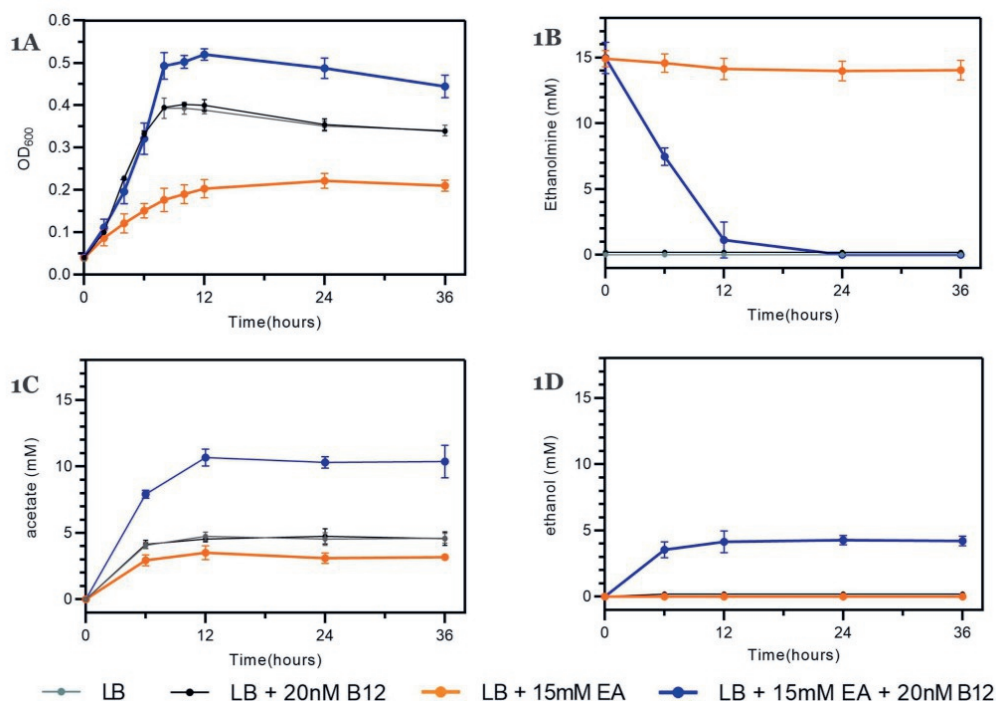 1A
0.6
0.5
0.4
0.3
0.2
0.1
0.0
OD600
0
12
24
36
Time(hours)
1B
15
10
5
0
Ethanolmine (mM)
0
12
24
36
Time(hours)
1C
15
10
5
0
acetate (mM)
0
12
24
36
Time(hours)
1D
15
10
5
0
ethanol (mM)
0
12
24
36
Time(hours)
LB
LB + 20nM B12
LB + 15mM EA
LB + 15mM EA + 20nM B12